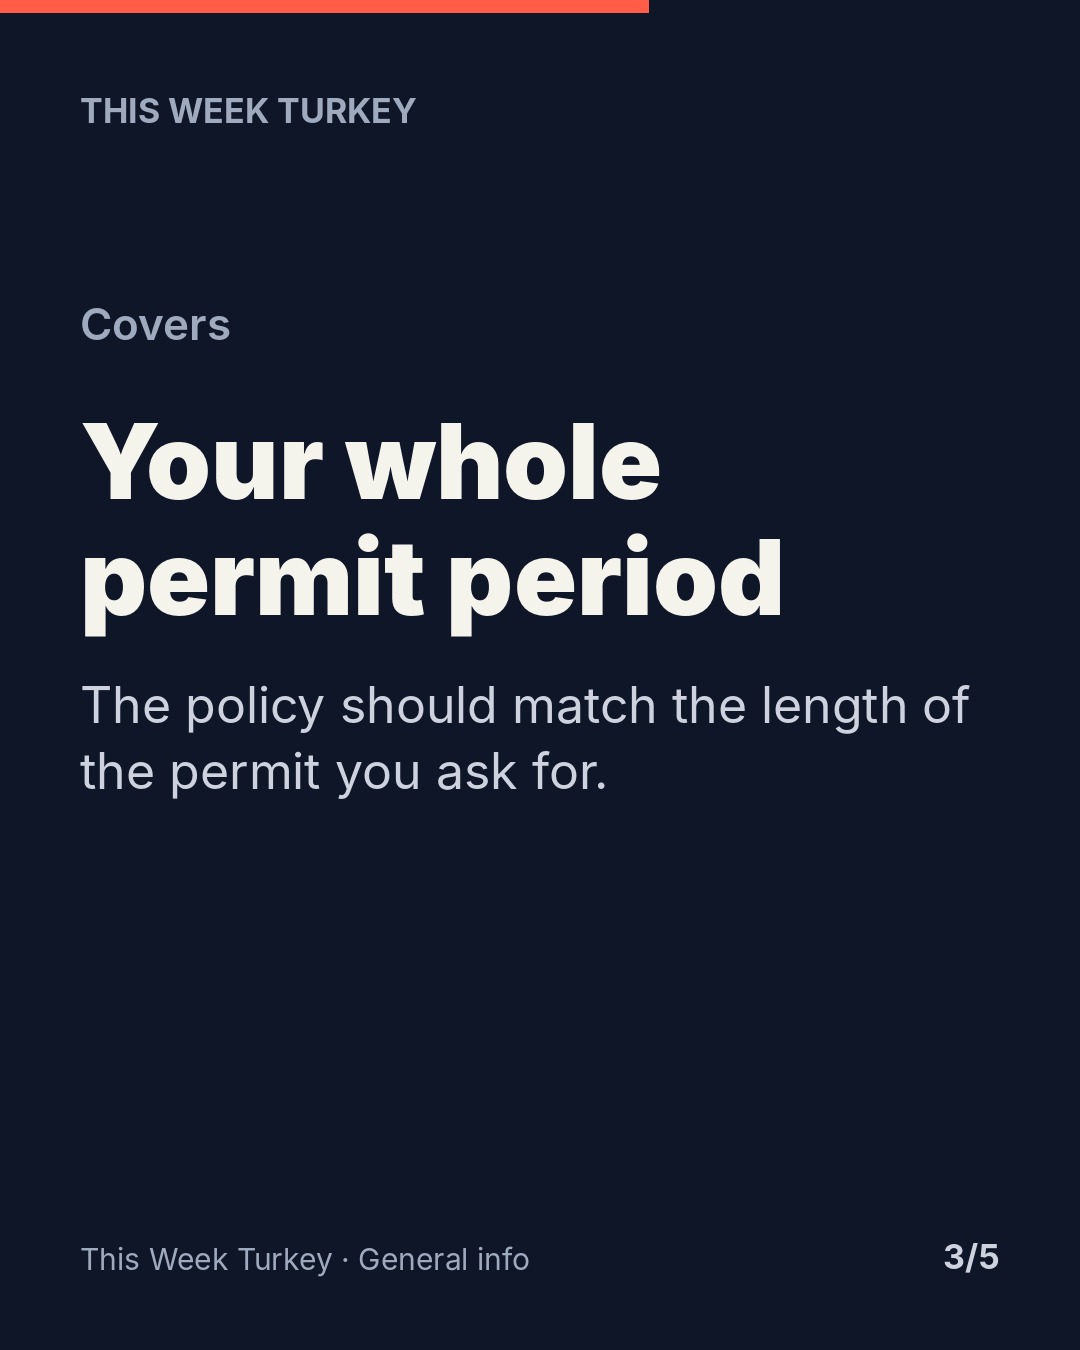 THIS WEEK TURKEY
Covers
Your whole
permit period
The policy should match the length of
the permit you ask for.
This Week Turkey · General info
3/5